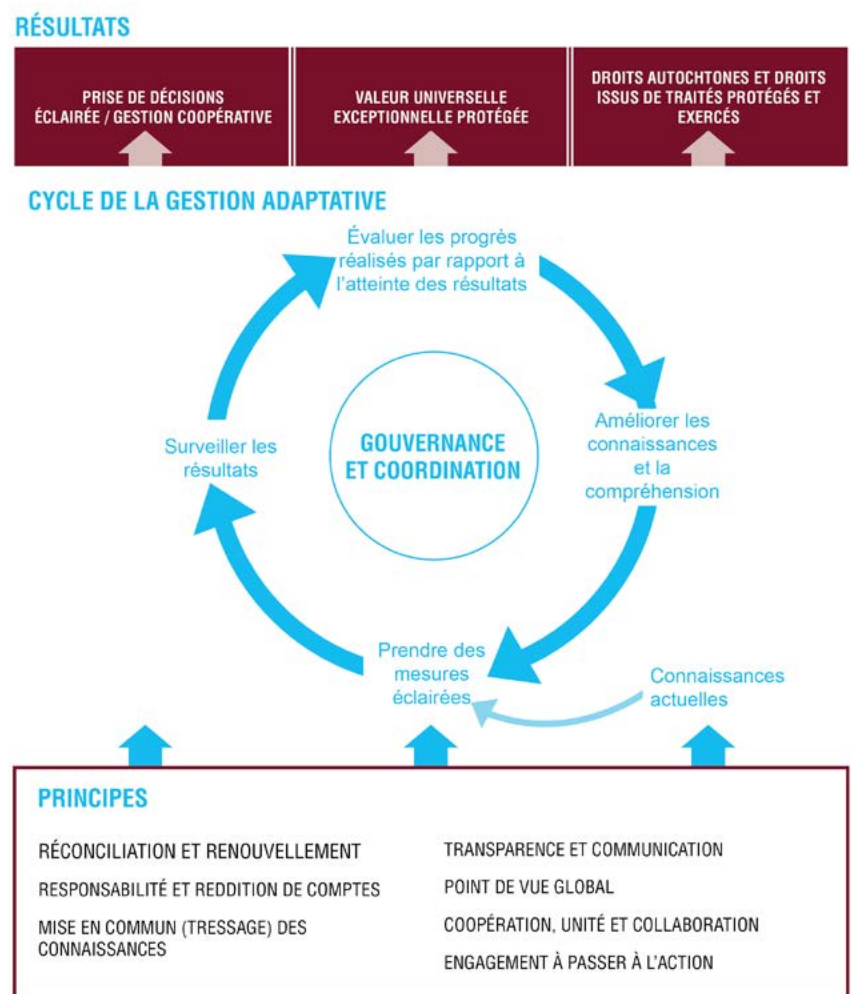 RÉSULTATS
PRISE DE DÉCISIONS
ÉCLAIRÉE / GESTION COOPÉRATIVE
VALEUR UNIVERSELLE
EXCEPTIONNELLE PROTÉGÉE
DROITS AUTOCHTONES ET DROITS
ISSUS DE TRAITÉS PROTÉGÉS ET
EXERCÉS
CYCLE DE LA GESTION ADAPTATIVE
Évaluer les progrès
réalisés par rapport à
l'atteinte des résultats
Améliorer les
connaissances
et la
compréhension
Surveiller les
résultats
GOUVERNANCE
ET COORDINATION
Prendre des
mesures
éclairées
Connaissances
actuelles
PRINCIPES
RÉCONCILIATION ET RENOUVELLEMENT
RESPONSABILITÉ ET REDDITION DE COMPTES
MISE EN COMMUN (TRESSAGE) DES
CONNAISSANCES
TRANSPARENCE ET COMMUNICATION
POINT DE VUE GLOBAL
COOPÉRATION, UNITÉ ET COLLABORATION
ENGAGEMENT À PASSER À L'ACTION